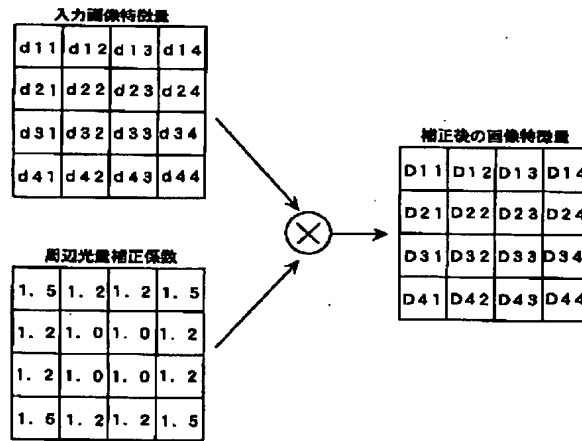 入力画像特徴量
d11 d12 d13 d14
d21 d22 d23 d24
d31 d32 d33 d34
d41 d42 d43 d44
周辺光量補正係数
1.5 1.2 1.2 1.5
1.2 1.0 1.0 1.2
1.2 1.0 1.0 1.2
1.5 1.2 1.2 1.5
補正後の画像特徴量
D11 D12 D13 D14
D21 D22 D23 D24
D31 D32 D33 D34
D41 D42 D43 D44